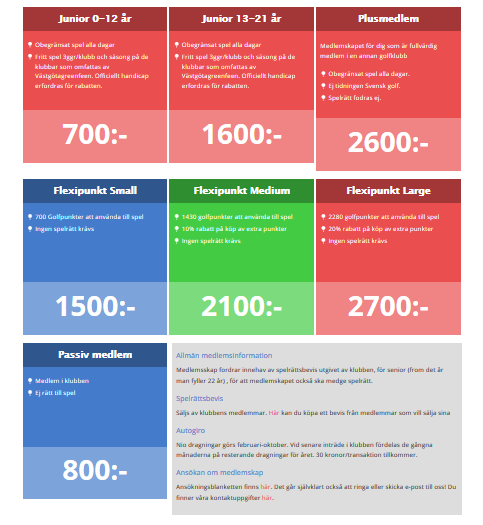 Junior 0–12 år
Obegränsat spel alla dagar
Fritt spel 3ggr/klubb och säsong på de
klubbar som omfattas av
Västgötagreenfeen. Officiellt handicap
erfordras för rabatten.
700:-
Junior 13–21 år
Obegränsat spel alla dagar
Fritt spel 3ggr/klubb och säsong på de
klubbar som omfattas av
Västgötagreenfeen. Officiellt handicap
erfordras för rabatten.
1600:-
Plusmedlem
Medlemskapet för dig som är fullvärdig
medlem i en annan golfklubb
Obegränsat spel alla dagar.
Ej tidningen Svensk golf.
Spelrätt fodras ej.
2600:-
Flexipunkt Small
700 Golfpunkter att använda till spel
Ingen spelrätt krävs
1500:-
Flexipunkt Medium
1430 golfpunkter att använda till spel
10% rabatt på köp av extra punkter
Ingen spelrätt krävs
2100:-
Flexipunkt Large
2280 golfpunkter att använda till spel
20% rabatt på köp av extra punkter
Ingen spelrätt krävs
2700:-
Passiv medlem
Medlem i klubben
Ej rätt till spel
800:-
Allmän medlemsinformation
Medlemsskap fordrar innehav av spelrättsbevis utgivet av klubben, för senior (from det år
man fyller 22 år) , för att medlemskapet också ska medge spelrätt.
Spelrättsbevis
Säljs av klubbens medlemmar. Här kan du köpa ett bevis från medlemmar som vill sälja sina
Autogiro
Nio dragningar görs februari-oktober. Vid senare inträde i klubben fördelas de gångna
månaderna på resterande dragningar för året. 30 kronor/transaktion tillkommer.
Ansökan om medlemskap
Ansökningsblanketten finns här. Det går självklart också att ringa eller skicka e-post till oss! Du
finner våra kontaktuppgifter här.